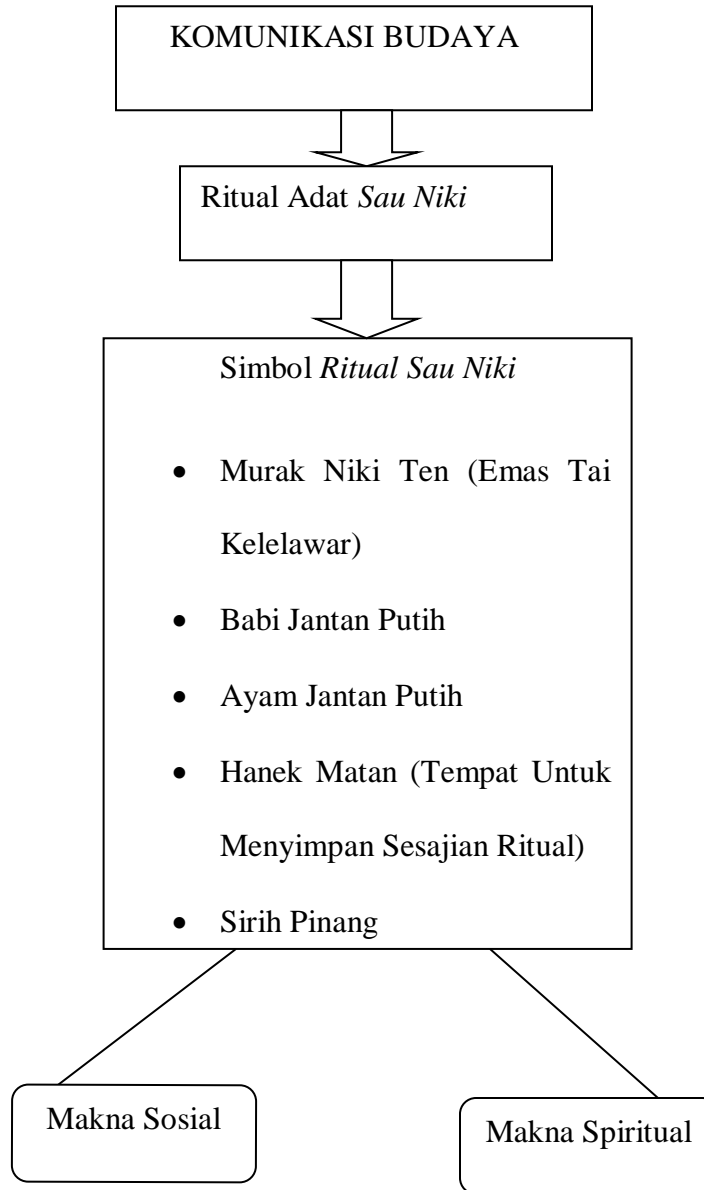 KOMUNIKASI BUDAYA
Ritual Adat Sau Niki
Simbol Ritual Sau Niki
• Murak Niki Ten (Emas Tai
Kelelawar)
• Babi Jantan Putih
• Ayam Jantan Putih
• Hanek Matan (Tempat Untuk
Menyimpan Sesajian Ritual)
• Sirih Pinang
Makna Sosial
Makna Spiritual